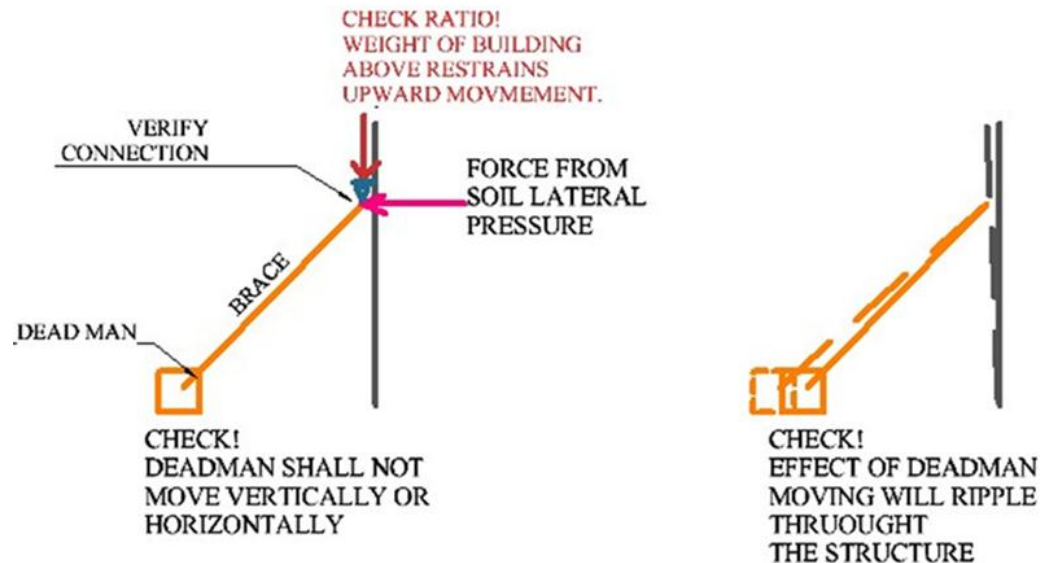 CHECK RATIO!
WEIGHT OF BUILDING
ABOVE RESTRAINS
UPWARD MOVMEMENT.
VERIFY
CONNECTION
FORCE FROM
SOIL LATERAL
PRESSURE
BRACE
DEAD MAN
CHECK!
DEADMAN SHALL NOT
MOVE VERTICALLY OR
HORIZONTALLY
CHECK!
EFFECT OF DEADMAN
MOVING WILL RIPPLE
THRUOUGHT
THE STRUCTURE